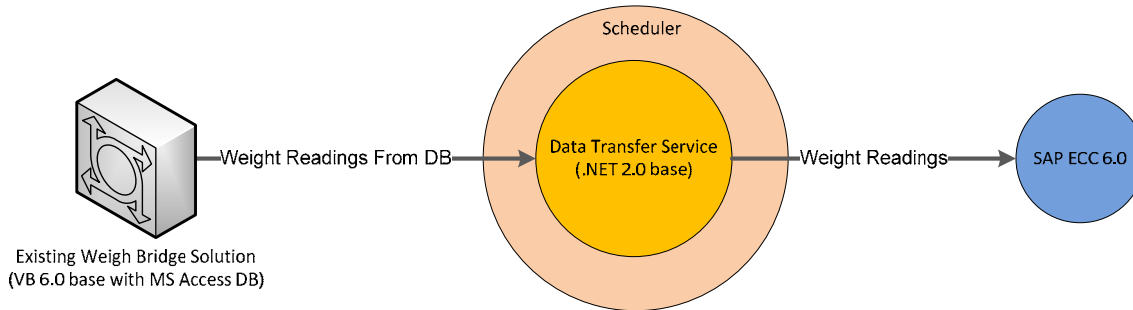 Scheduler
Weight Readings From DB
Data Transfer Service
(.NET 2.0 base)
Weight Readings
SAP ECC 6.0
Existing Weigh Bridge Solution
(VB 6.0 base with MS Access DB)